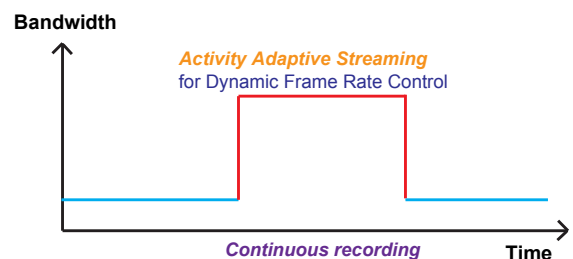 Bandwidth
Activity Adaptive Streaming
for Dynamic Frame Rate Control
Continuous recording
Time